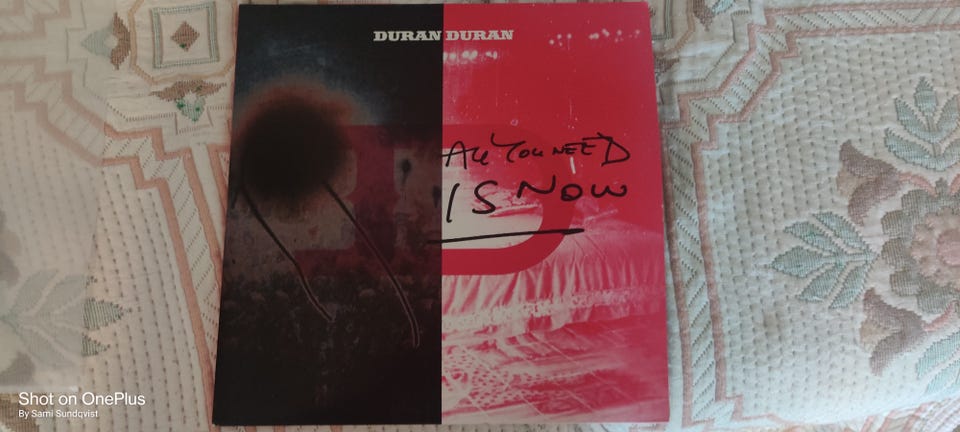 DURAN DURAN
ALL YOU NEED
IS NOW
Shot on OnePlus
By Sami Sundqvist